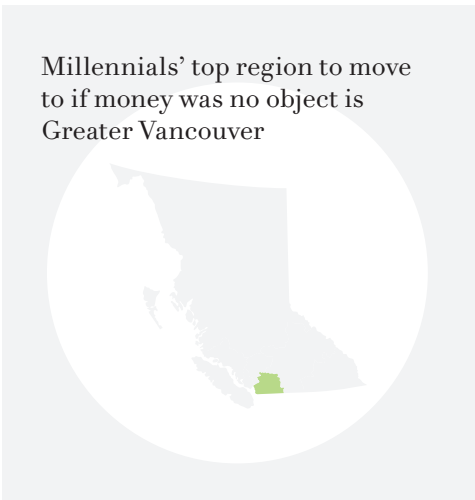 Millennials’ top region to move
to if money was no object is
Greater Vancouver